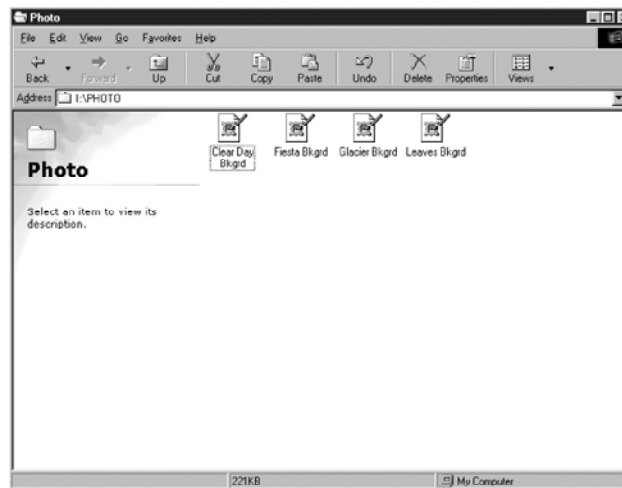 Photo
File Edit View Go Favorites Help
Back Forward Up Cut Copy Paste Undo Delete Properties Views
Address I:\PHOTO
Clear Day
Bkgrd
Fiesta Bkgrd
Glacier Bkgrd
Leaves Bkgrd
Photo
Select an item to view its
description.
221KB
My Computer